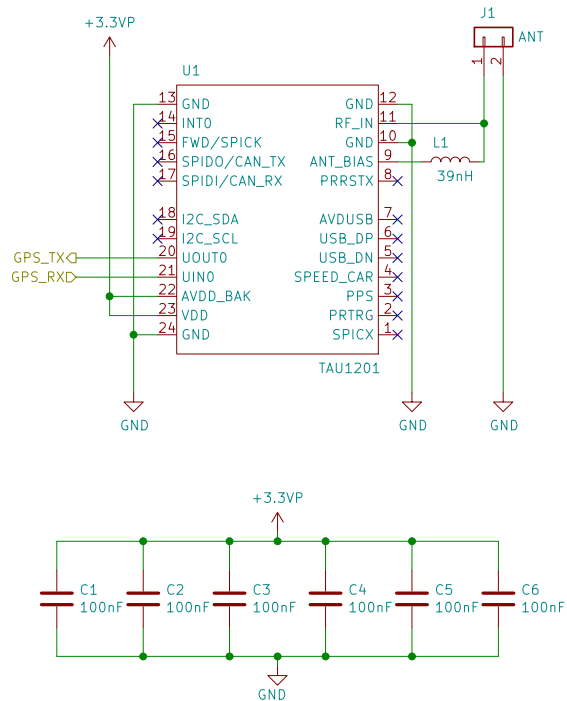 J1
+3.3VP
ANT
1 2
U1
13 GND GND 12
14 INT0 RF_IN 11
15 FWD/SPICK GND 10
L1
16 SPIDO/CAN_TX ANT_BIAS 9
17 SPIDI/CAN_RX PRRSTX 8
39nH
18 I2C_SDA AVDUSB 7
19 I2C_SCL USB_DP 6
GPS_TX 20 UOUT0 USB_DN 5
GPS_RX 21 UIN0 SPEED_CAR 4
22 AVDD_BAK PPS 3
23 VDD PRTRG 2
24 GND SPICX 1
TAU1201
GND GND GND
+3.3VP
C1 C2 C3 C4 C5 C6
100nF 100nF 100nF 100nF 100nF 100nF
GND